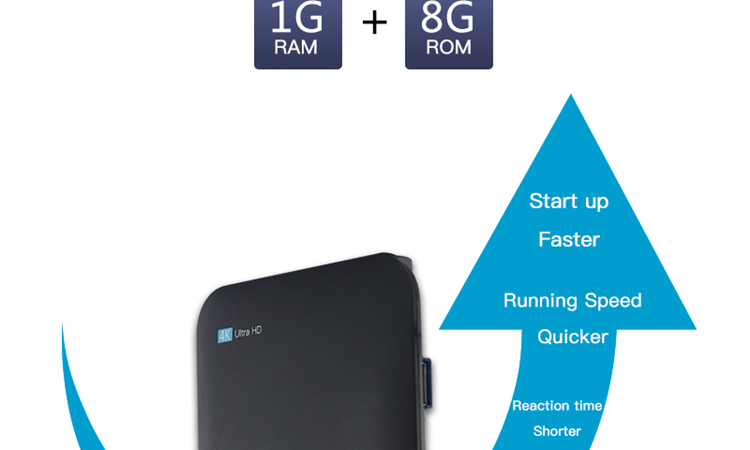 1G + 8G
RAM ROM
Start up
Faster
Running Speed
Quicker
4K Ultra HD
Reaction time
Shorter